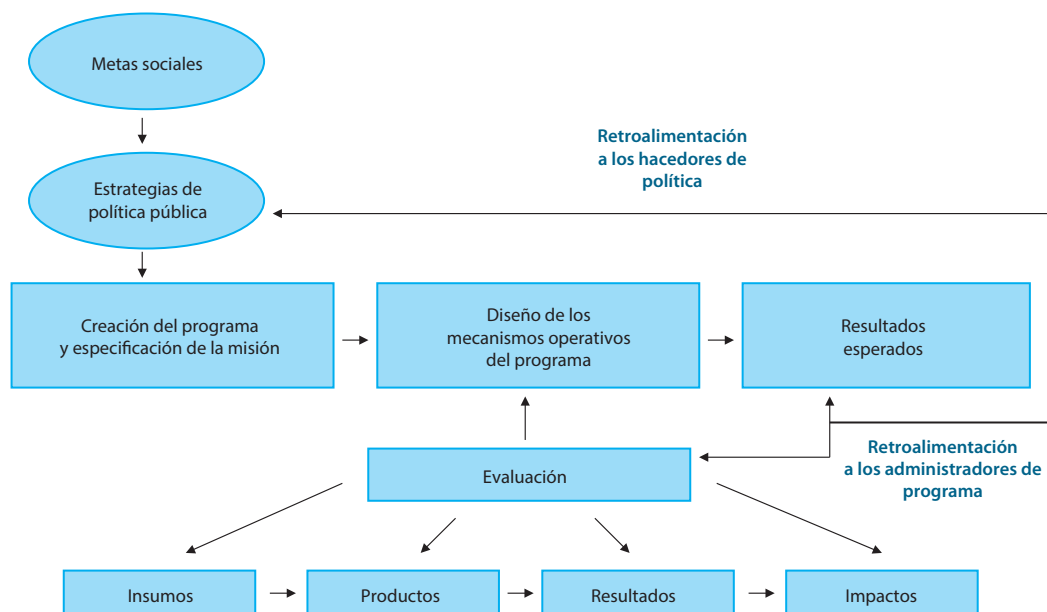 Metas sociales
Retroalimentación
a los hacedores de
política
Estrategias de
política pública
Creación del programa
y especificación de la misión
Diseño de los
mecanismos operativos
del programa
Resultados
esperados
Retroalimentación
a los administradores de
programa
Evaluación
Insumos
Productos
Resultados
Impactos